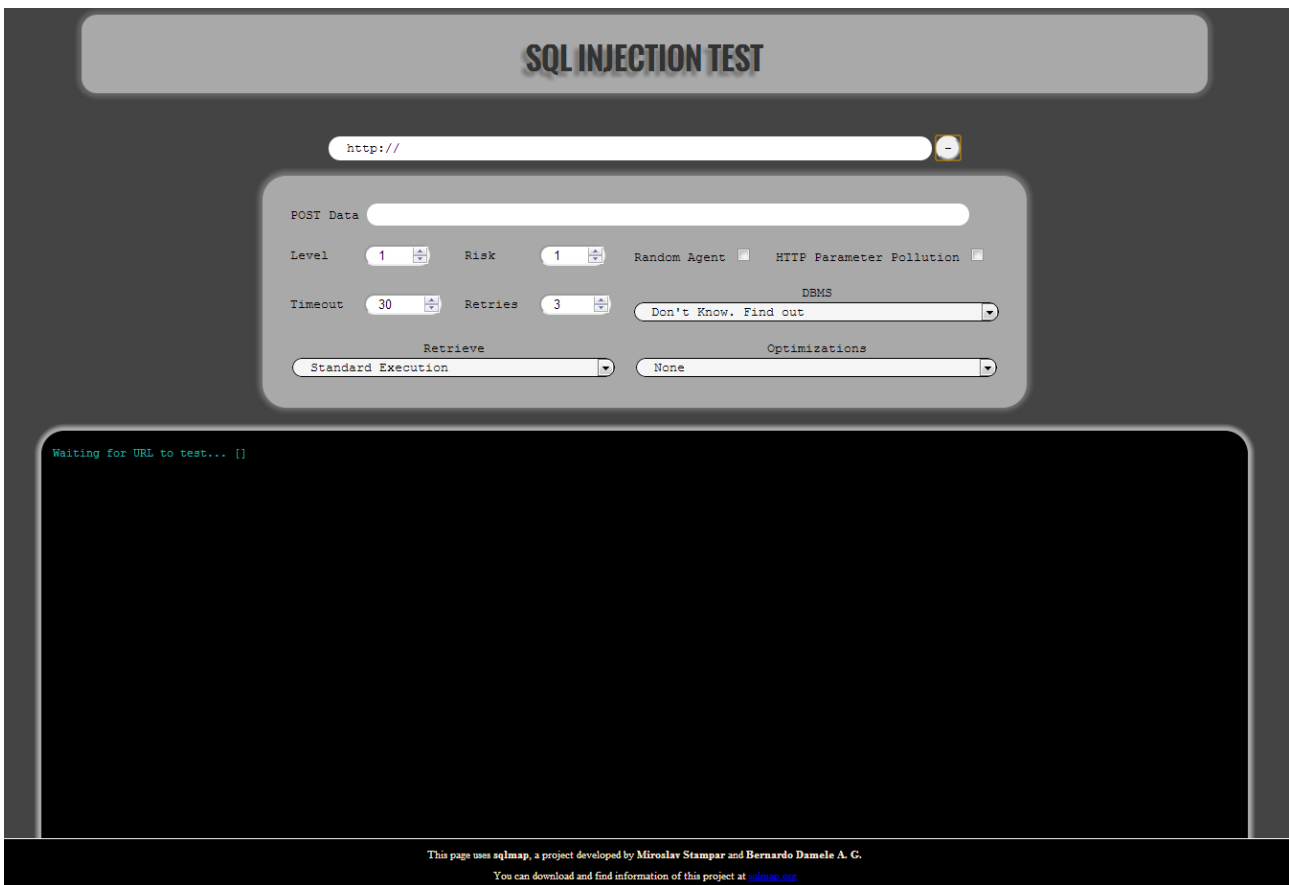 SQL INJECTION TEST
http://
-
POST Data
Level 1 Risk 1 Random Agent HTTP Parameter Pollution
DBMS
Timeout 30 Retries 3 Don't Know. Find out
Retrieve Optimizations
Standard Execution None
Waiting for URL to test... []
This page uses sqlmap, a project developed by Miroslav Stampar and Bernardo Damele A. G.
You can download and find information of this project at sqlmap.org